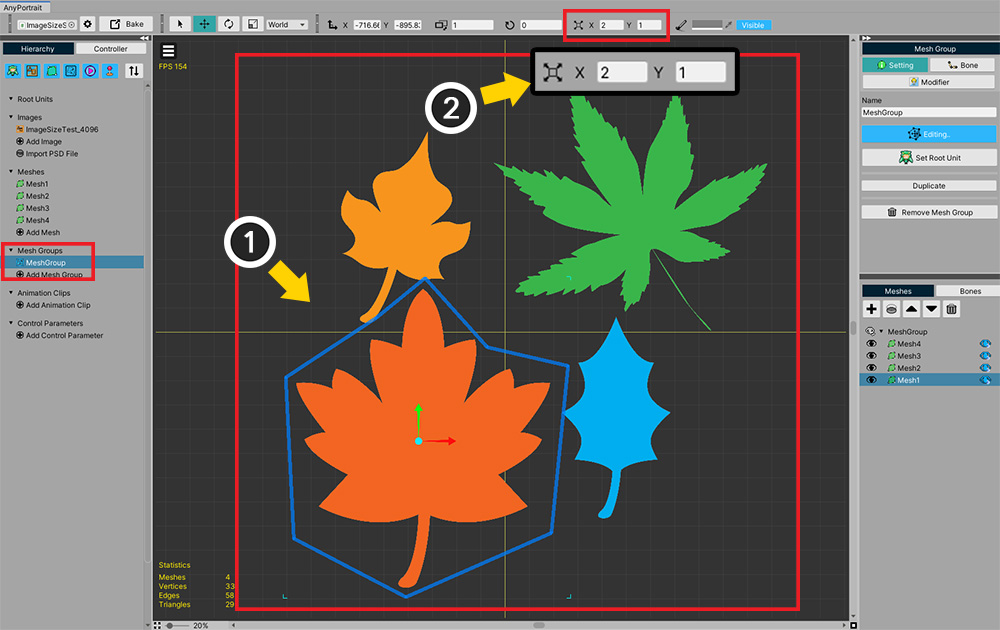 AnyPortrait
ImageSizeS
Bake
World
X -716.66 Y -895.83
1
0
X 2 Y 1
Visible
Hierarchy Controller
FPS 154
X 2 Y 1
2
1
Root Units
Images
ImageSizeTest_4096
Add Image
Import PSD File
Meshes
Mesh1
Mesh2
Mesh3
Mesh4
Add Mesh
Mesh Groups
MeshGroup
Add Mesh Group
Animation Clips
Add Animation Clip
Control Parameters
Add Control Parameter
Statistics
Meshes 4
Vertices 33
Edges 58
Triangles 29
20%
Mesh Group
Setting Bone
Modifier
Name
MeshGroup
Editing..
Set Root Unit
Duplicate
Remove Mesh Group
Meshes Bones
MeshGroup
Mesh4
Mesh3
Mesh2
Mesh1